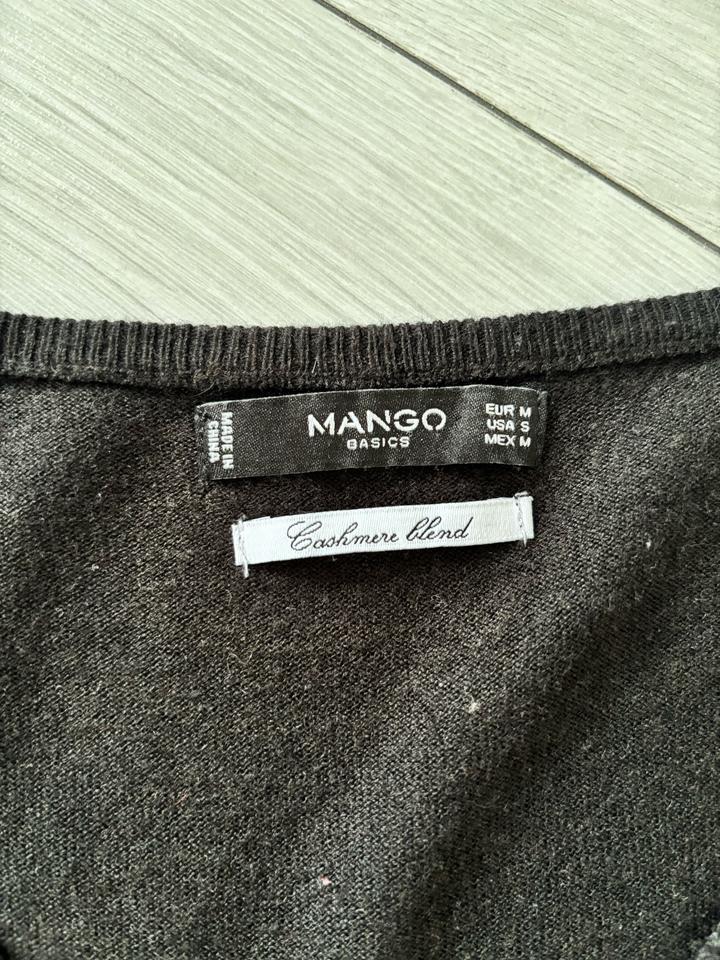 MADE IN
CHINA
MANGO
BASICS
EUR M
USA S
MEX M
Cashmere blend